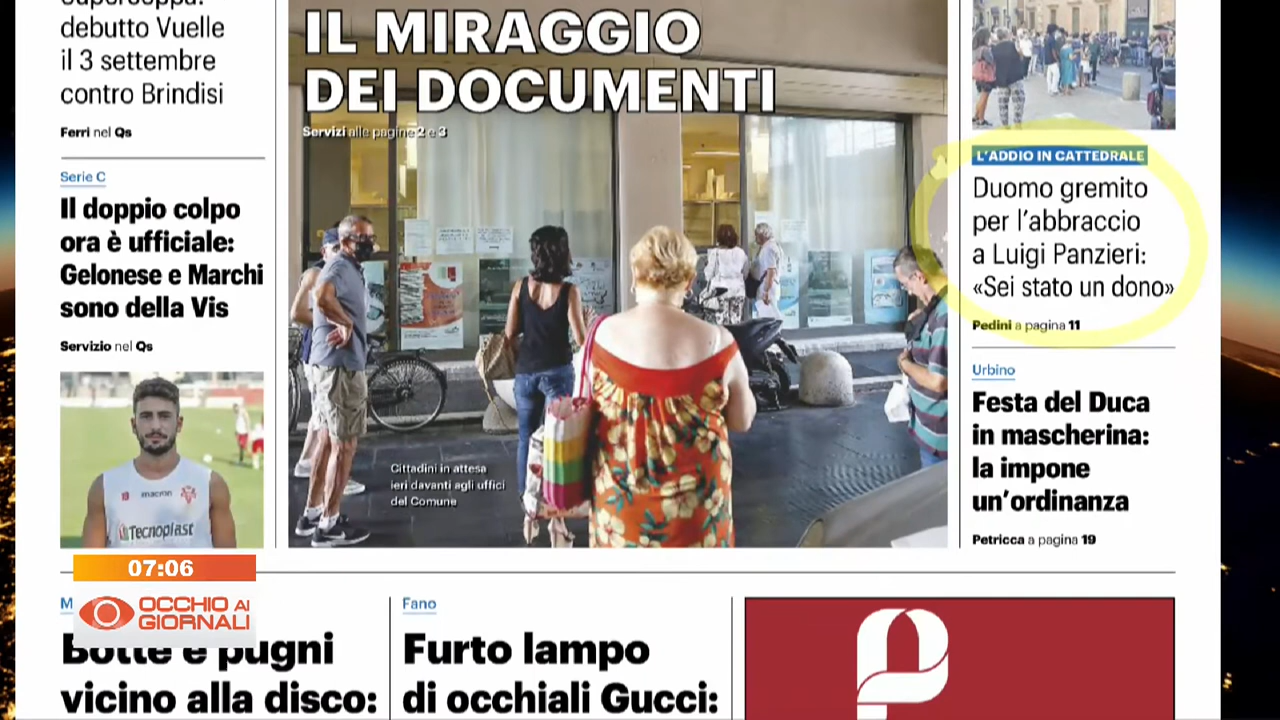 Supercoppa:
debutto Vuelle
il 3 settembre
contro Brindisi
Ferri nel Qs
Serie C
Il doppio colpo
ora è ufficiale:
Gelonese e Marchi
sono della Vis
Servizio nel Qs
macron
Tecnoplast
IL MIRAGGIO
DEI DOCUMENTI
Servizi alle pagine 2 e 3
Cittadini in attesa
ieri davanti agli uffici
del Comune
L'ADDIO IN CATTEDRALE
Duomo gremito
per l'abbraccio
a Luigi Panzieri:
«Sei stato un dono»
Pedini a pagina 11
Urbino
Festa del Duca
in mascherina:
la impone
un'ordinanza
Petricca a pagina 19
07:06
OCCHIO AI
GIORNALI
Botte e pugni
vicino alla disco:
Fano
Furto lampo
di occhiali Gucci: